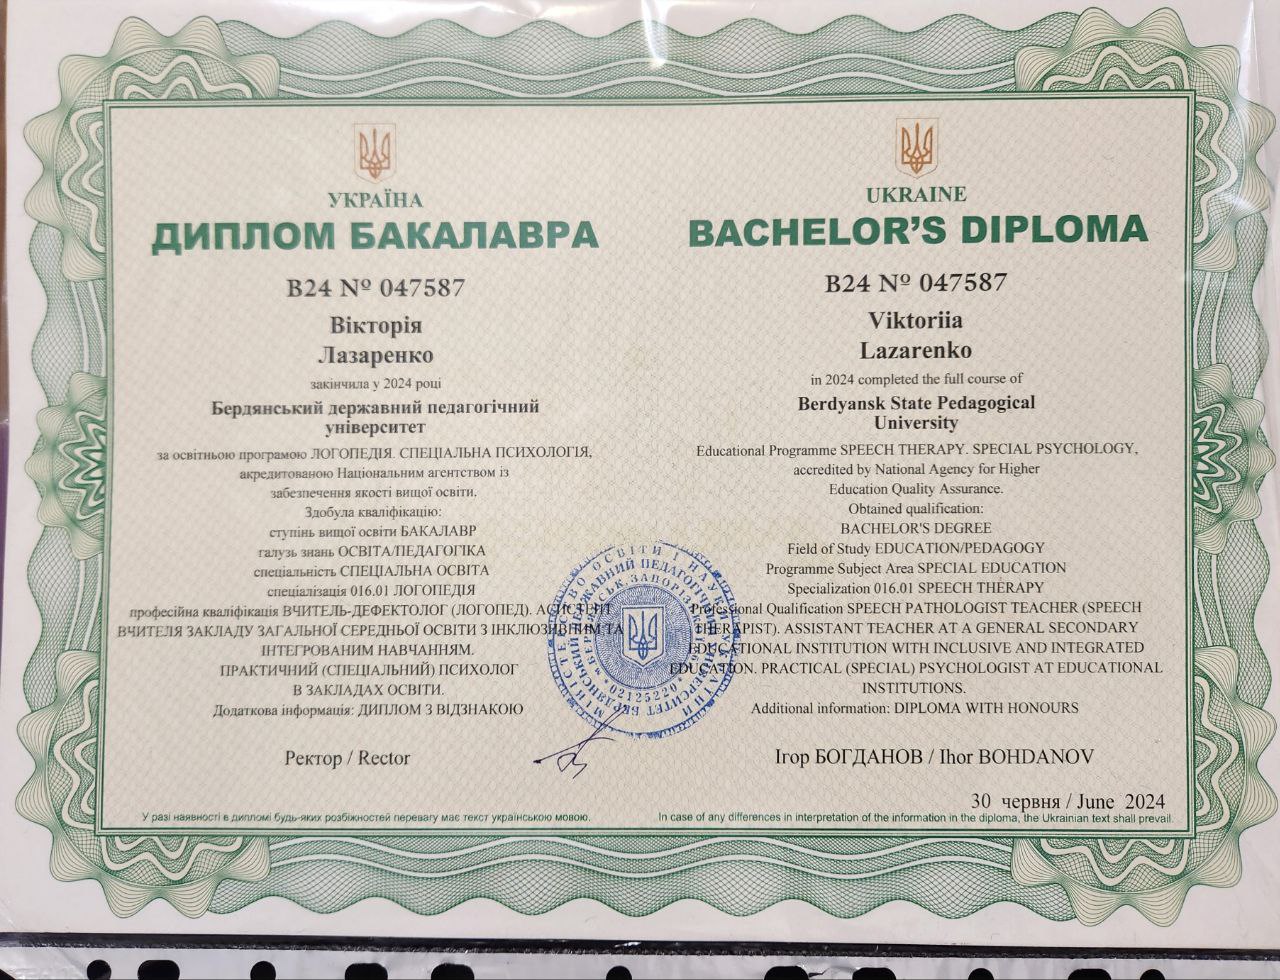 УКРАЇНА
ДИПЛОМ БАКАЛАВРА
B24 № 047587
Вікторія
Лазаренко
закінчила у 2024 році
Бердянський державний педагогічний
університет
за освітньою програмою ЛОГОПЕДІЯ. СПЕЦІАЛЬНА ПСИХОЛОГІЯ,
акредитованою Національним агентством із
забезпечення якості вищої освіти.
Здобула кваліфікацію:
ступінь вищої освіти БАКАЛАВР
галузь знань ОСВІТА/ПЕДАГОГІКА
спеціальність СПЕЦІАЛЬНА ОСВІТА
спеціалізація 016.01 ЛОГОПЕДІЯ
професійна кваліфікація ВЧИТЕЛЬ-ДЕФЕКТОЛОГ (ЛОГОПЕД). АСИСТЕНТ
ВЧИТЕЛЯ ЗАКЛАДУ ЗАГАЛЬНОЇ СЕРЕДНЬОЇ ОСВІТИ З ІНКЛЮЗИВНИМ ТА
ІНТЕГРОВАНИМ НАВЧАННЯМ.
ПРАКТИЧНИЙ (СПЕЦІАЛЬНИЙ) ПСИХОЛОГ
В ЗАКЛАДАХ ОСВІТИ.
Додаткова інформація: ДИПЛОМ З ВІДЗНАКОЮ
Ректор / Rector
У разі наявності в дипломі будь-яких розбіжностей перевагу має текст українською мовою.
UKRAINE
BACHELOR'S DIPLOMA
B24 № 047587
Viktoriia
Lazarenko
in 2024 completed the full course of
Berdyansk State Pedagogical
University
Educational Programme SPEECH THERAPY. SPECIAL PSYCHOLOGY,
accredited by National Agency for Higher
Education Quality Assurance.
Obtained qualification:
BACHELOR'S DEGREE
Field of Study EDUCATION/PEDAGOGY
Programme Subject Area SPECIAL EDUCATION
Specialization 016.01 SPEECH THERAPY
Professional Qualification SPEECH PATHOLOGIST TEACHER (SPEECH
THERAPIST). ASSISTANT TEACHER AT A GENERAL SECONDARY
EDUCATIONAL INSTITUTION WITH INCLUSIVE AND INTEGRATED
EDUCATION. PRACTICAL (SPECIAL) PSYCHOLOGIST AT EDUCATIONAL
INSTITUTIONS.
Additional information: DIPLOMA WITH HONOURS
Ігор БОГДАНОВ / Ihor BOHDANOV
30 червня / June 2024
In case of any differences in interpretation of the information in the diploma, the Ukrainian text shall prevail.
МІНІСТЕРСТВО ОСВІТИ І НАУКИ УКРАЇНИ
БЕРДЯНСЬКИЙ ДЕРЖАВНИЙ ПЕДАГОГІЧНИЙ УНІВЕРСИТЕТ
02125220